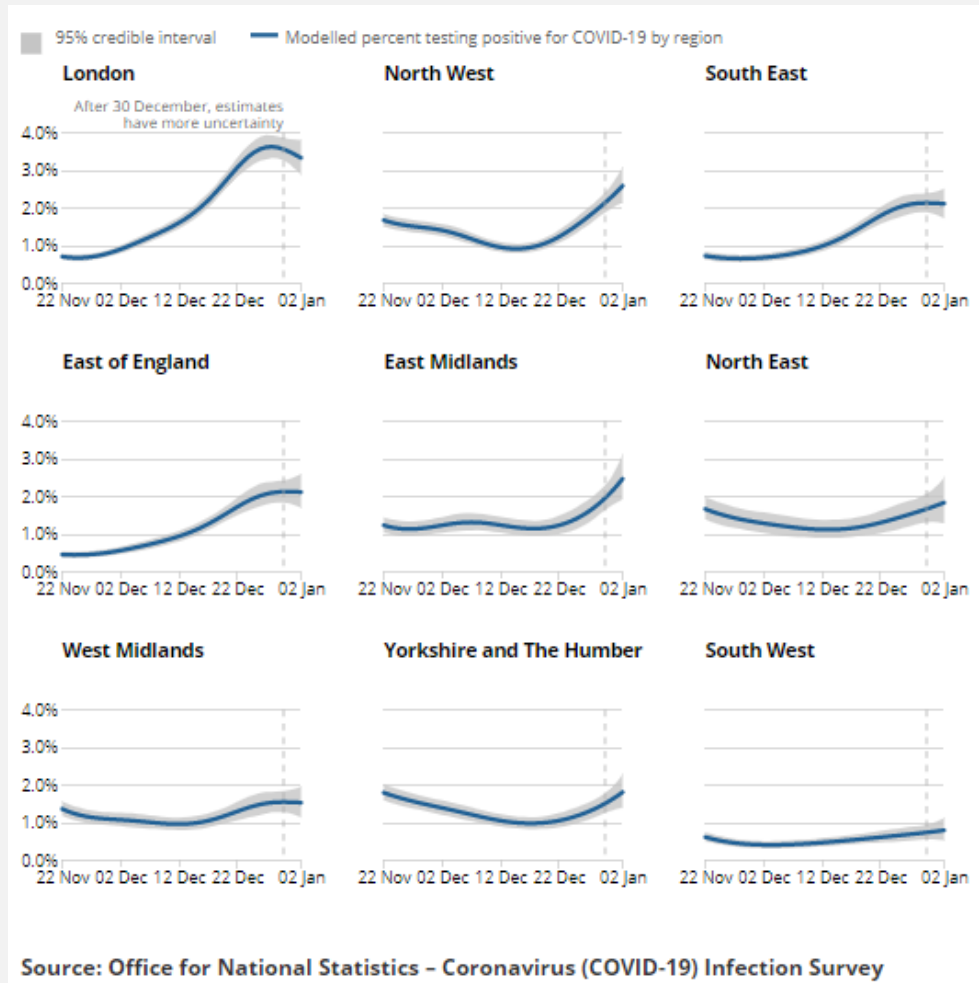 95% credible interval Modelled percent testing positive for COVID-19 by region
London North West South East
After 30 December, estimates
have more uncertainty
4.0%
3.0%
2.0%
1.0%
0.0%
22 Nov 02 Dec 12 Dec 22 Dec 02 Jan 22 Nov 02 Dec 12 Dec 22 Dec 02 Jan 22 Nov 02 Dec 12 Dec 22 Dec 02 Jan
East of England East Midlands North East
4.0%
3.0%
2.0%
1.0%
0.0%
22 Nov 02 Dec 12 Dec 22 Dec 02 Jan 22 Nov 02 Dec 12 Dec 22 Dec 02 Jan 22 Nov 02 Dec 12 Dec 22 Dec 02 Jan
West Midlands Yorkshire and The Humber South West
4.0%
3.0%
2.0%
1.0%
0.0%
22 Nov 02 Dec 12 Dec 22 Dec 02 Jan 22 Nov 02 Dec 12 Dec 22 Dec 02 Jan 22 Nov 02 Dec 12 Dec 22 Dec 02 Jan
Source: Office for National Statistics – Coronavirus (COVID-19) Infection Survey